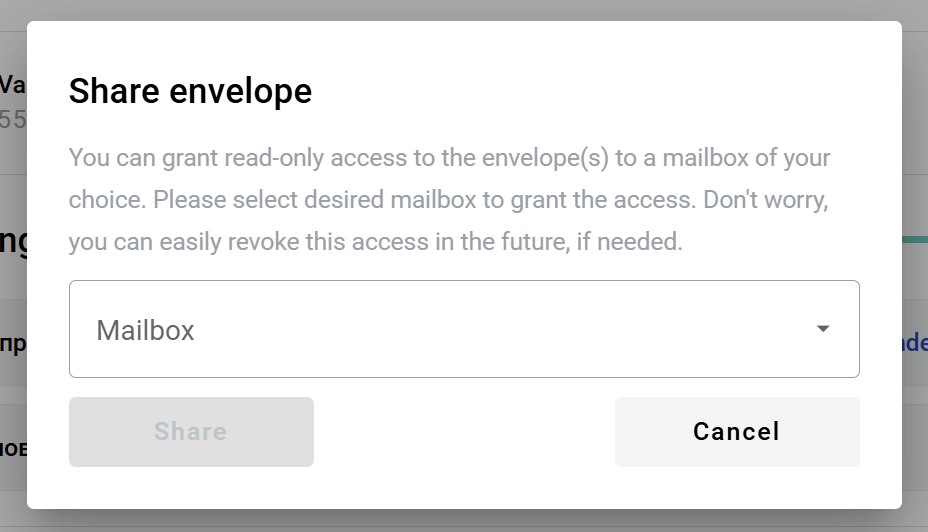 Share envelope
You can grant read-only access to the envelope(s) to a mailbox of your
choice. Please select desired mailbox to grant the access. Don't worry,
you can easily revoke this access in the future, if needed.
Mailbox
Share
Cancel